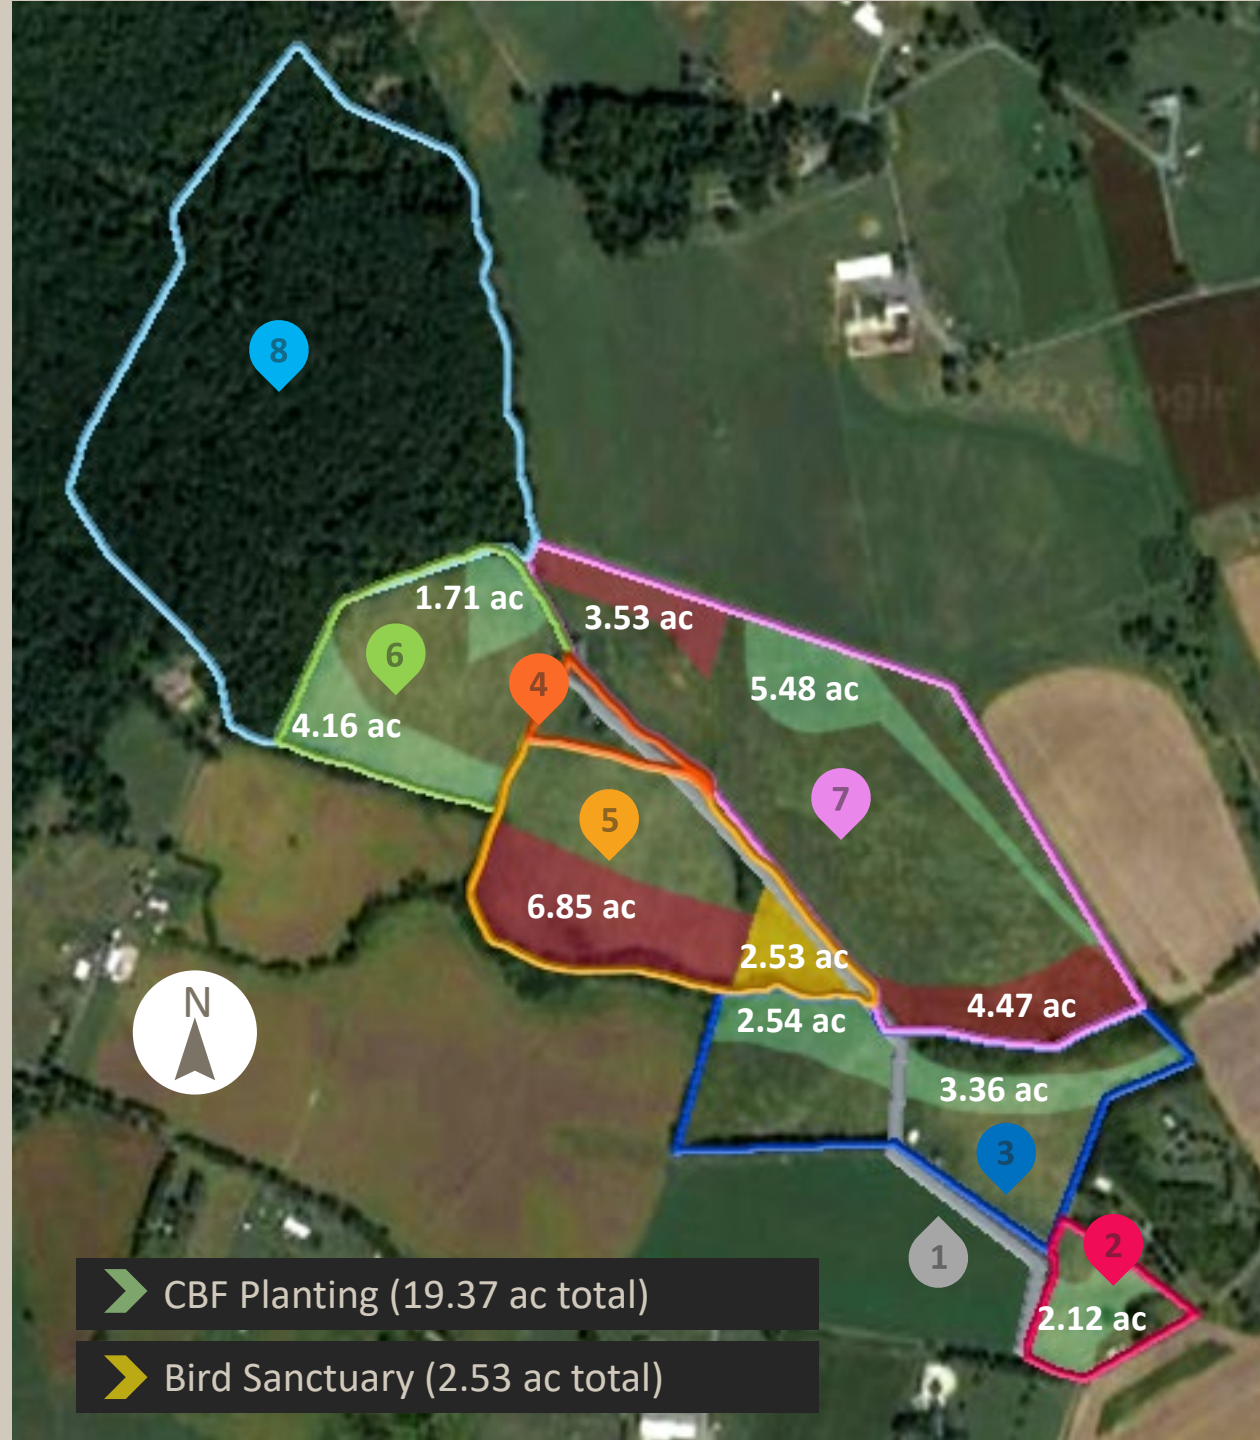 8
1.71 ac
3.53 ac
6
4
5.48 ac
4.16 ac
7
5
6.85 ac
2.53 ac
N
4.47 ac
2.54 ac
3.36 ac
3
2
1
CBF Planting (19.37 ac total)
2.12 ac
Bird Sanctuary (2.53 ac total)